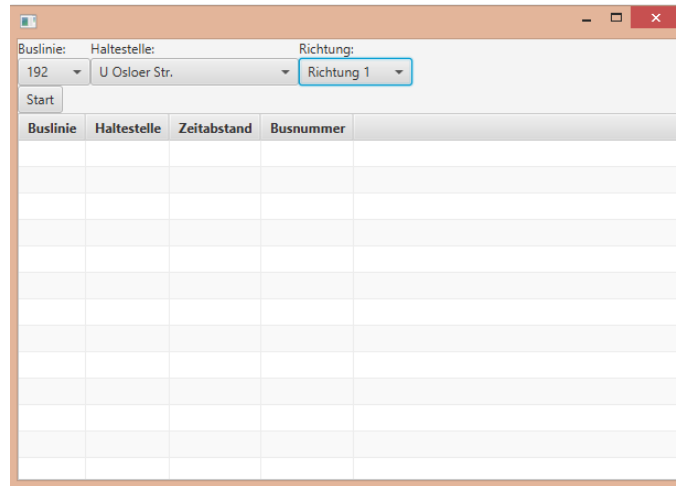 Buslinie: Haltestelle: Richtung:
192 U Osloer Str. Richtung 1
Start
Buslinie Haltestelle Zeitabstand Busnummer